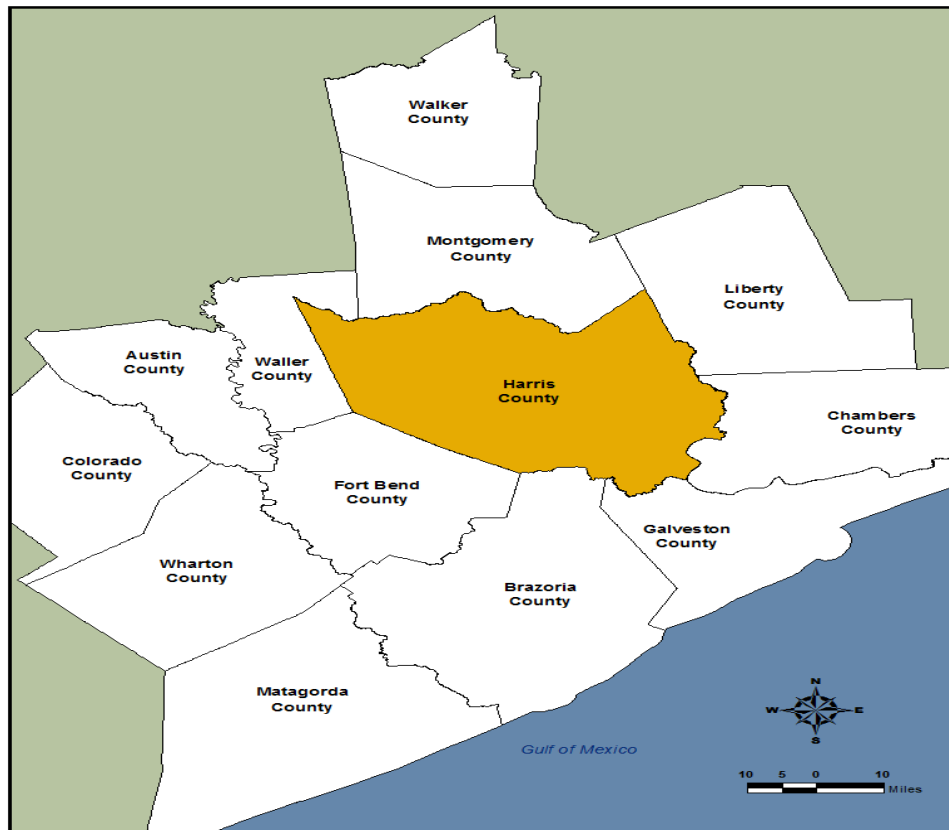 Walker
County
Montgomery
County
Liberty
County
Austin
County
Waller
County
Harris
County
Chambers
County
Colorado
County
Fort Bend
County
Galveston
County
Wharton
County
Brazoria
County
Matagorda
County
Gulf of Mexico
N
W E
S
10 5 0 10
Miles